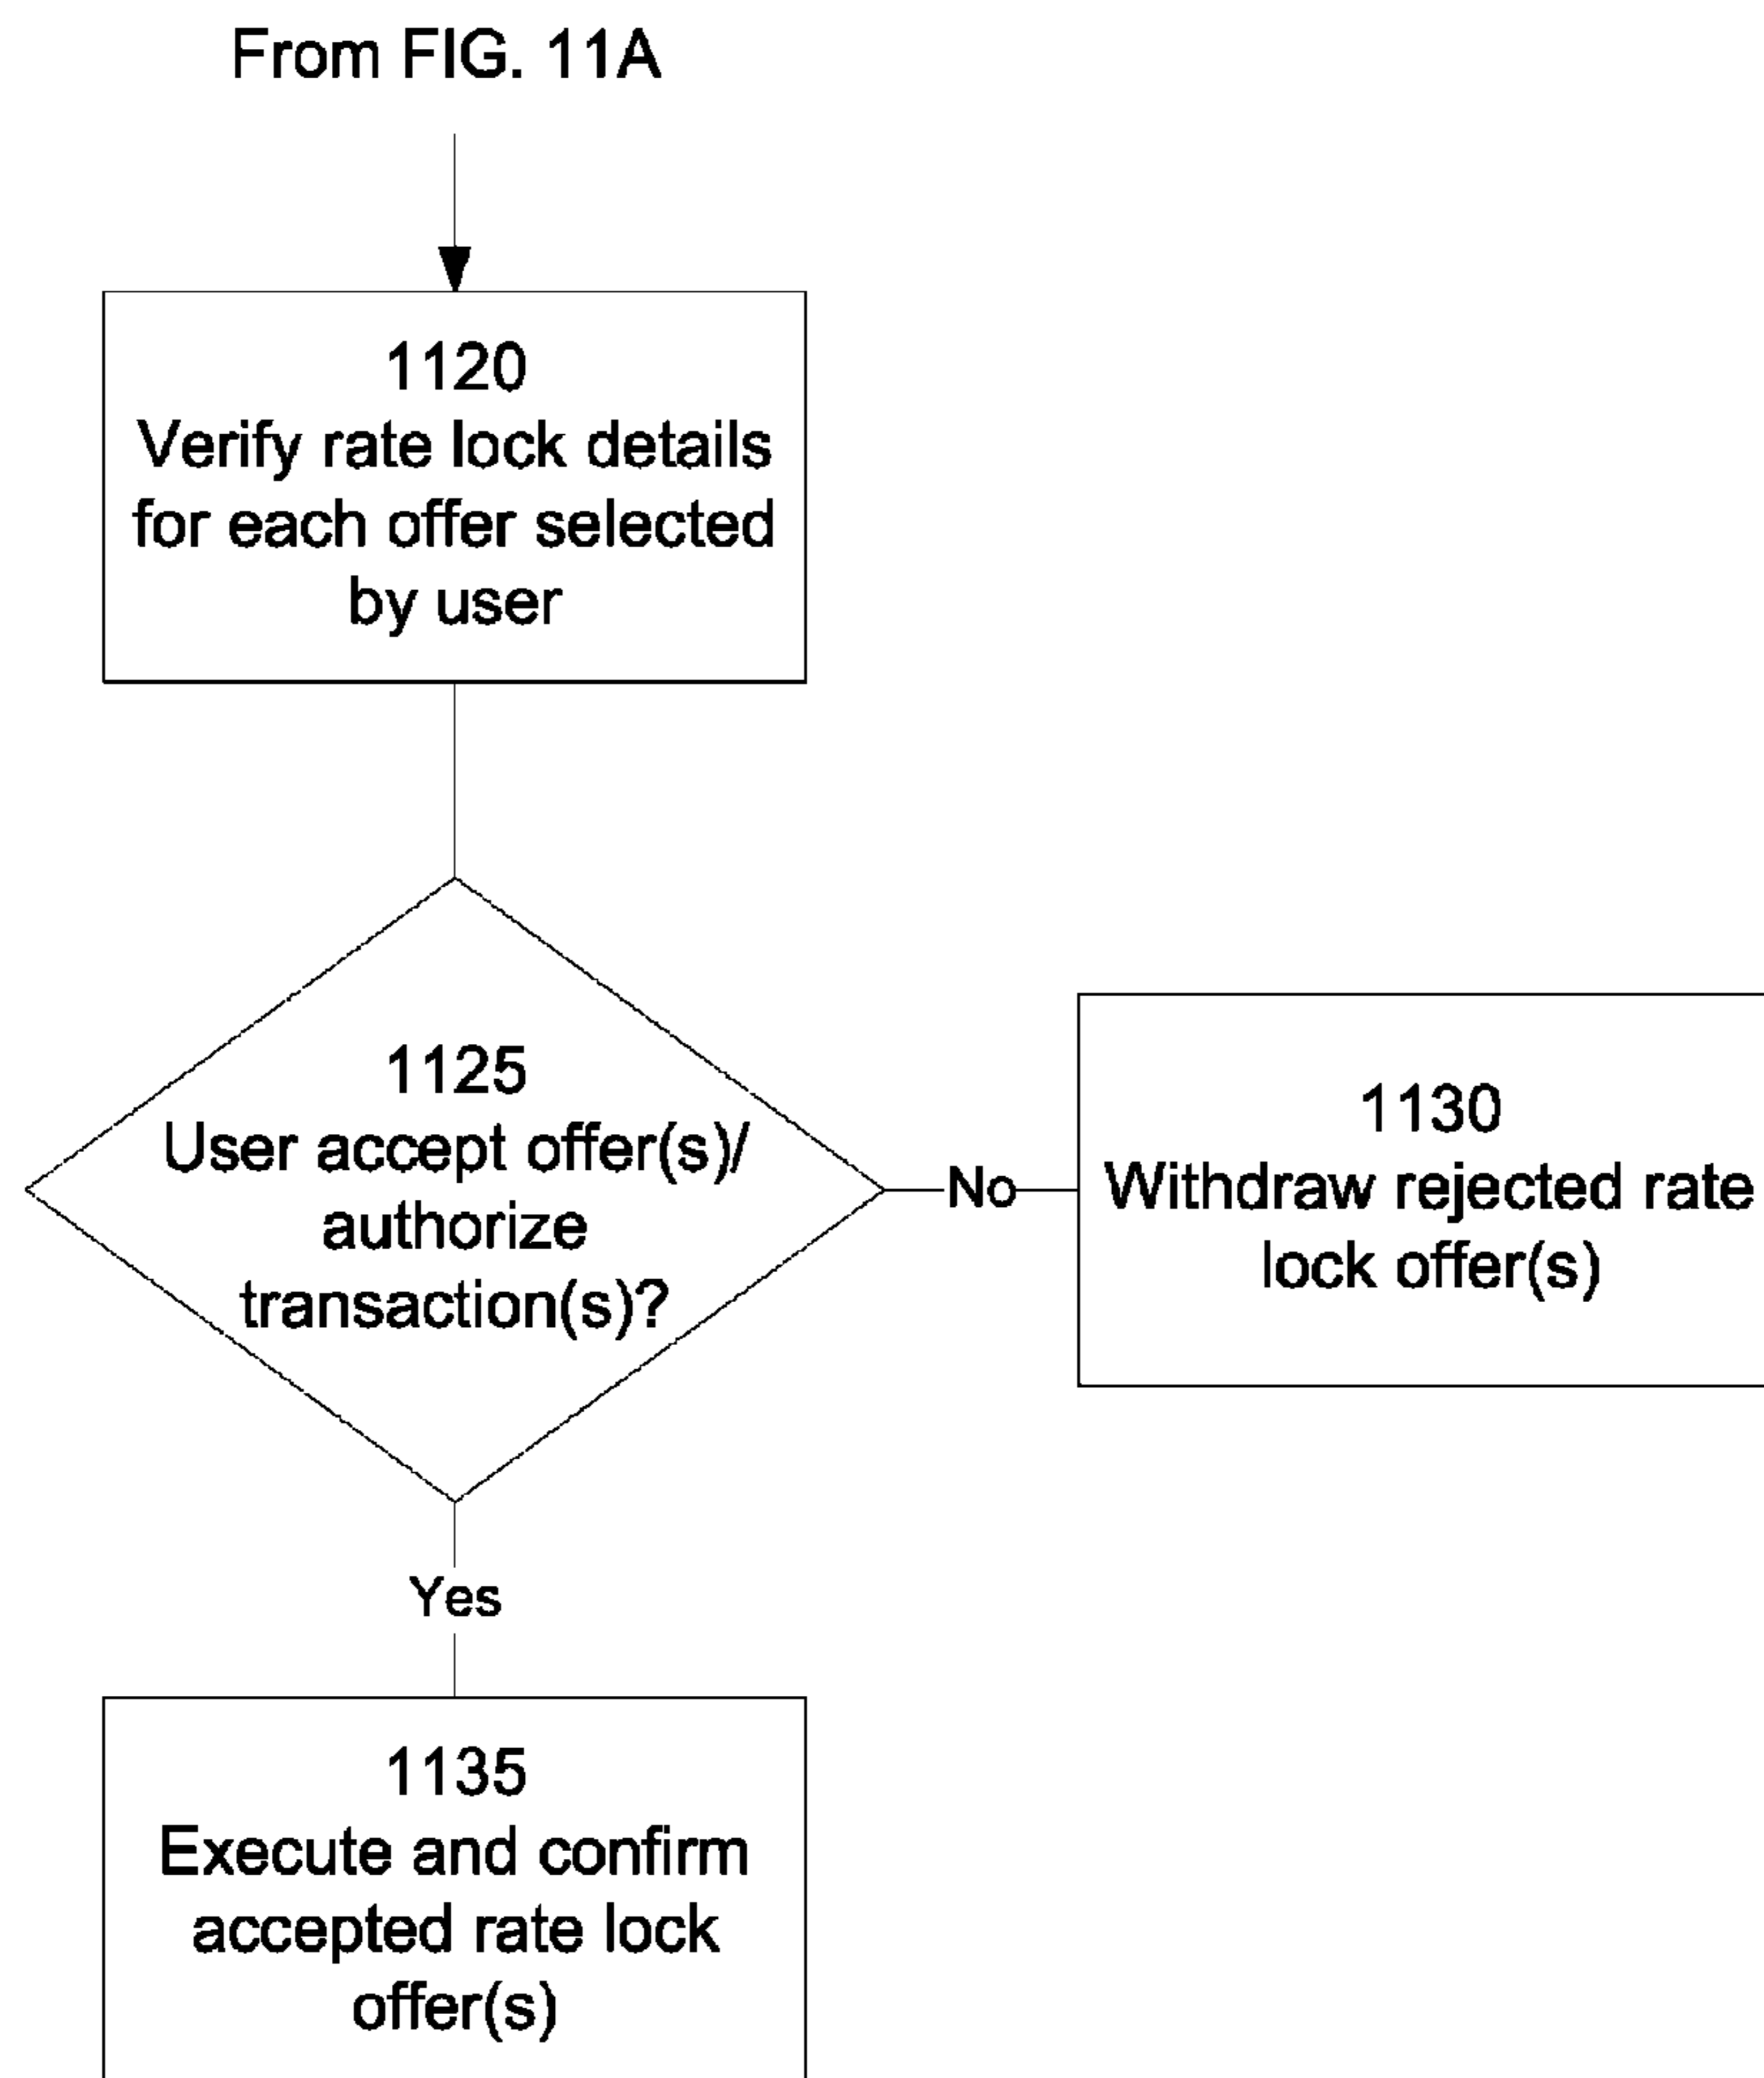 From FIG. 11A
1120
Verify rate lock details
for each offer selected
by user
1125
User accept offer(s)/
authorize
transaction(s)?
No
1130
Withdraw rejected rate
lock offer(s)
Yes
1135
Execute and confirm
accepted rate lock
offer(s)